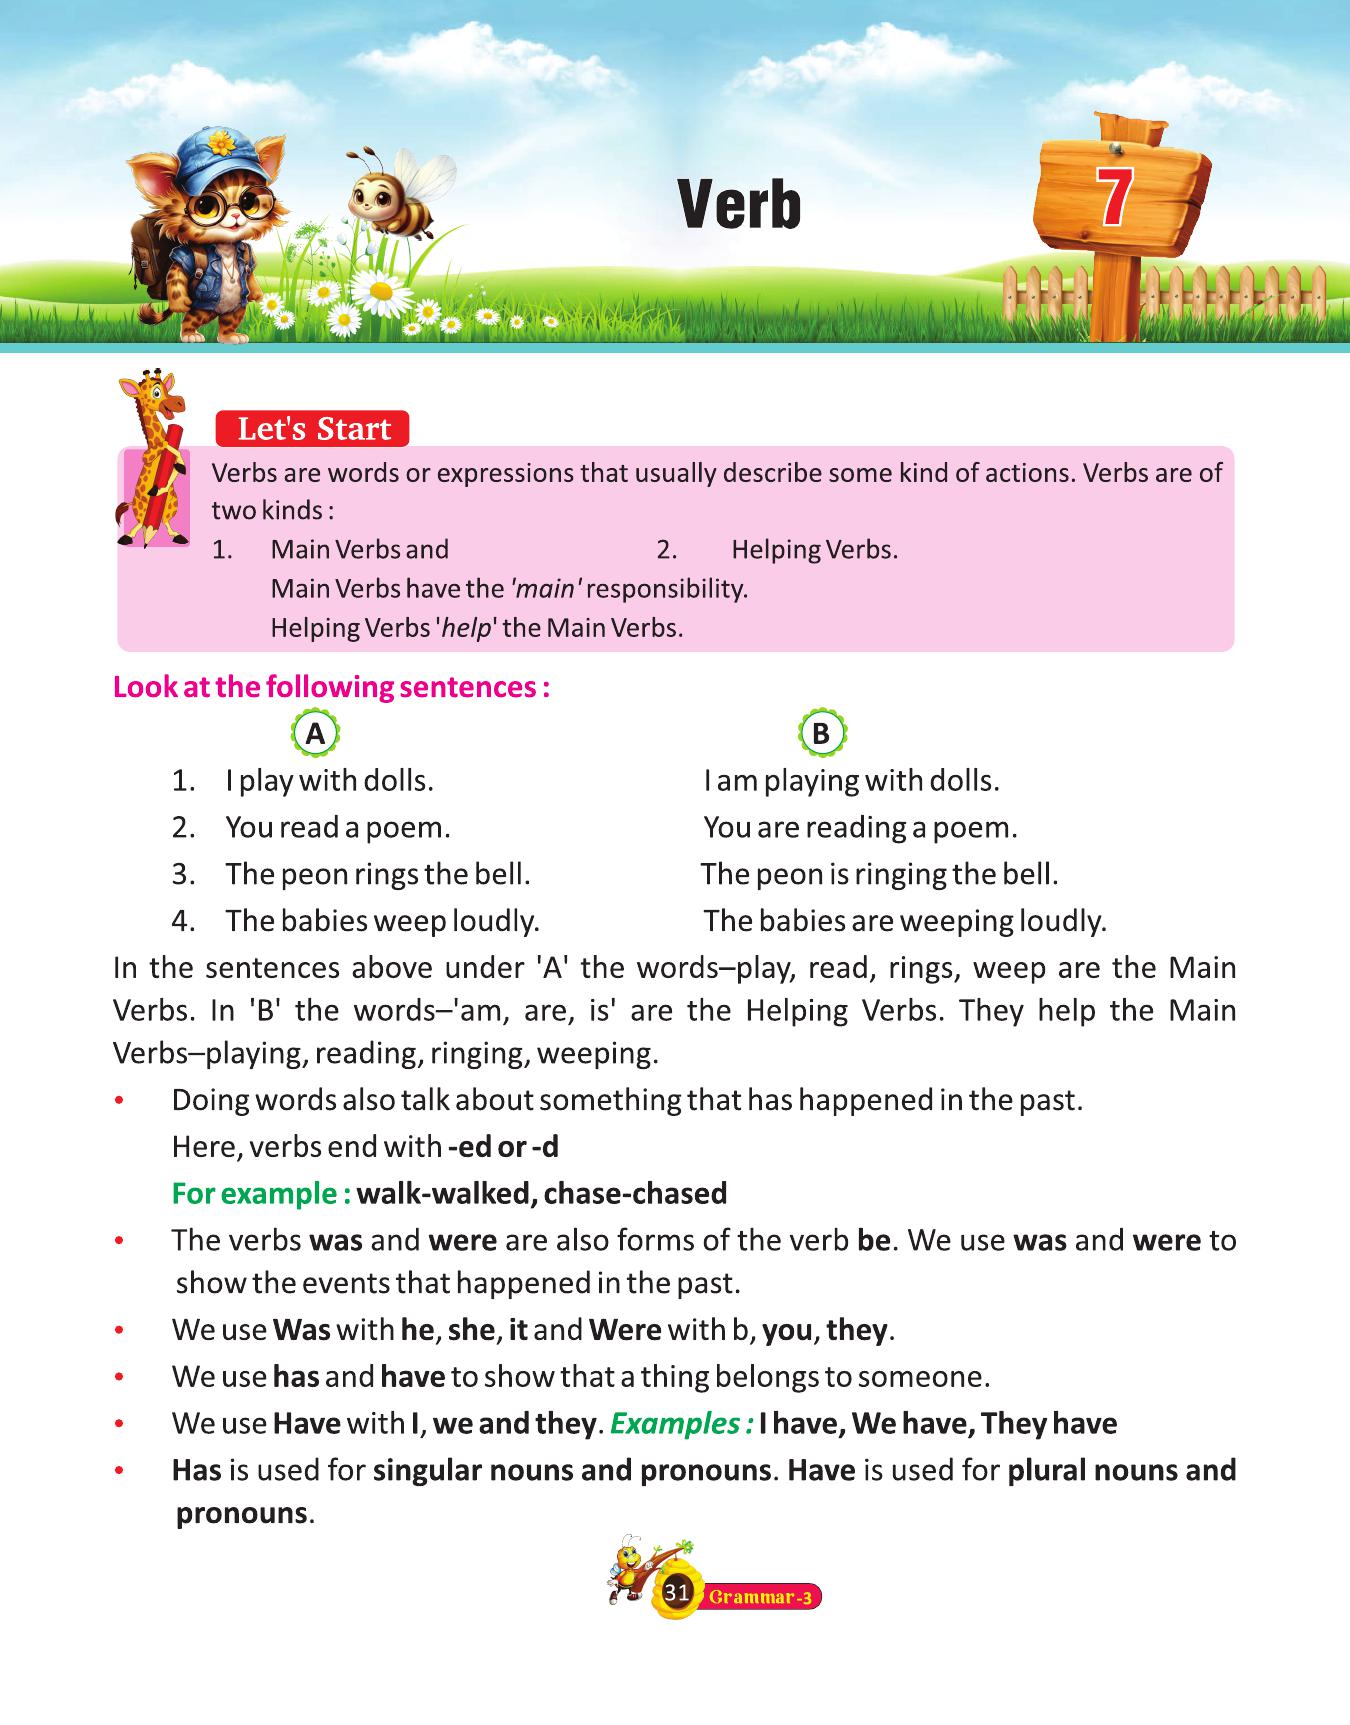 Verb
7
Let's Start
Verbs are words or expressions that usually describe some kind of actions. Verbs are of
two kinds :
1. Main Verbs and 2. Helping Verbs.
Main Verbs have the 'main' responsibility.
Helping Verbs 'help' the Main Verbs.
Look at the following sentences :
A B
1. I play with dolls. I am playing with dolls.
2. You read a poem. You are reading a poem.
3. The peon rings the bell. The peon is ringing the bell.
4. The babies weep loudly. The babies are weeping loudly.
In the sentences above under 'A' the words–play, read, rings, weep are the Main
Verbs. In 'B' the words–'am, are, is' are the Helping Verbs. They help the Main
Verbs–playing, reading, ringing, weeping.
• Doing words also talk about something that has happened in the past.
Here, verbs end with -ed or -d
For example : walk-walked, chase-chased
• The verbs was and were are also forms of the verb be. We use was and were to
show the events that happened in the past.
• We use Was with he, she, it and Were with b, you, they.
• We use has and have to show that a thing belongs to someone.
• We use Have with I, we and they. Examples : I have, We have, They have
• Has is used for singular nouns and pronouns. Have is used for plural nouns and
pronouns.
31 Grammar-3